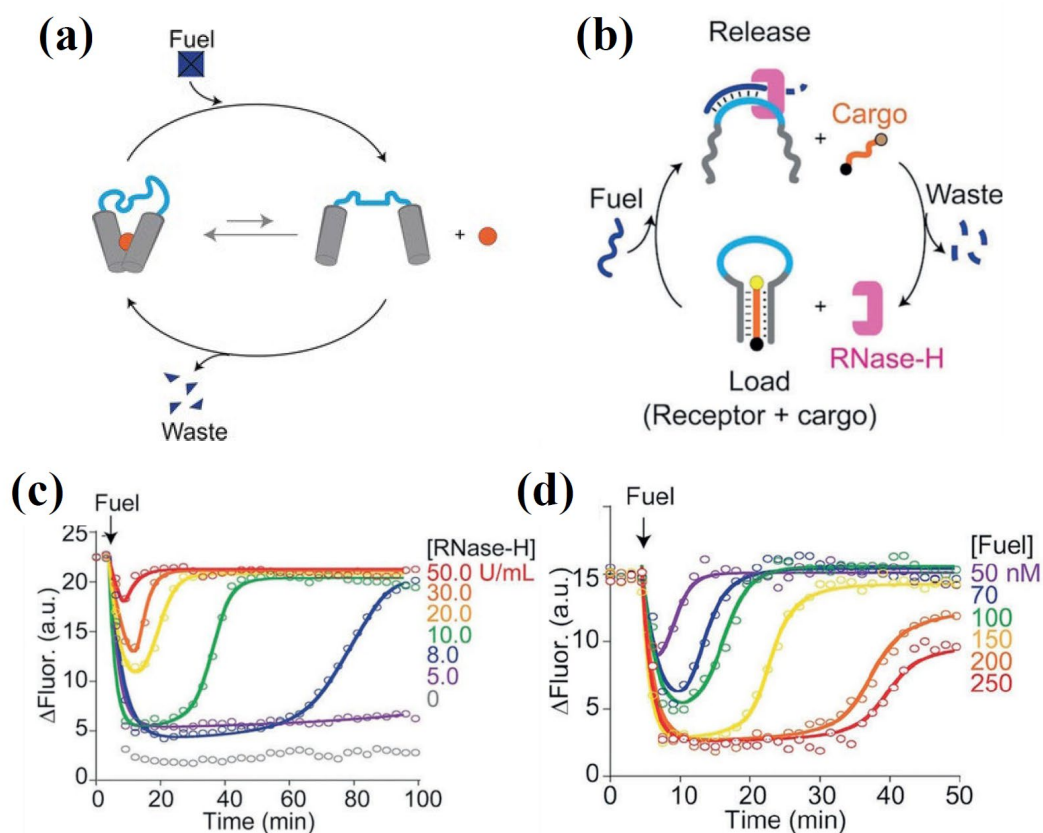 (a)
Fuel
+
Waste
(b)
Release
+
Cargo
Fuel
Waste
+
RNase-H
Load
(Receptor + cargo)
(c)
Fuel
[RNase-H]
50.0 U/mL
30.0
20.0
10.0
8.0
5.0
0
ΔFluor. (a.u.)
25
20
15
10
5
0
0 20 40 60 80 100
Time (min)
(d)
Fuel
[Fuel]
50 nM
70
100
150
200
250
ΔFluor. (a.u.)
15
10
5
0
0 10 20 30 40 50
Time (min)